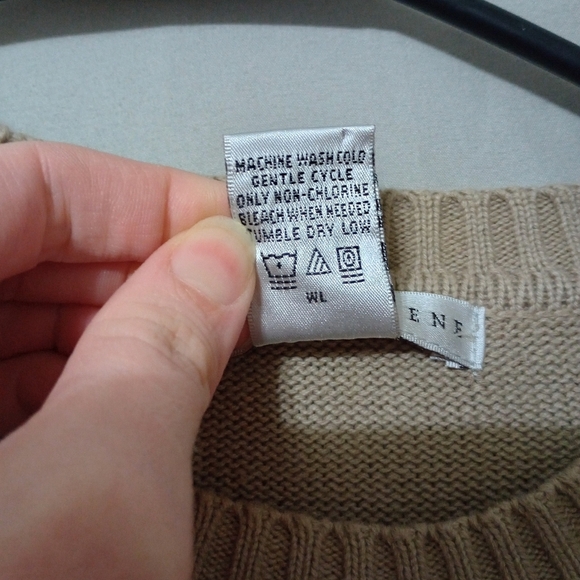 MACHINE WASH COLD
GENTLE CYCLE
ONLY NON-CHLORINE
BLEACH WHEN NEEDED
TUMBLE DRY LOW
WL
ENE